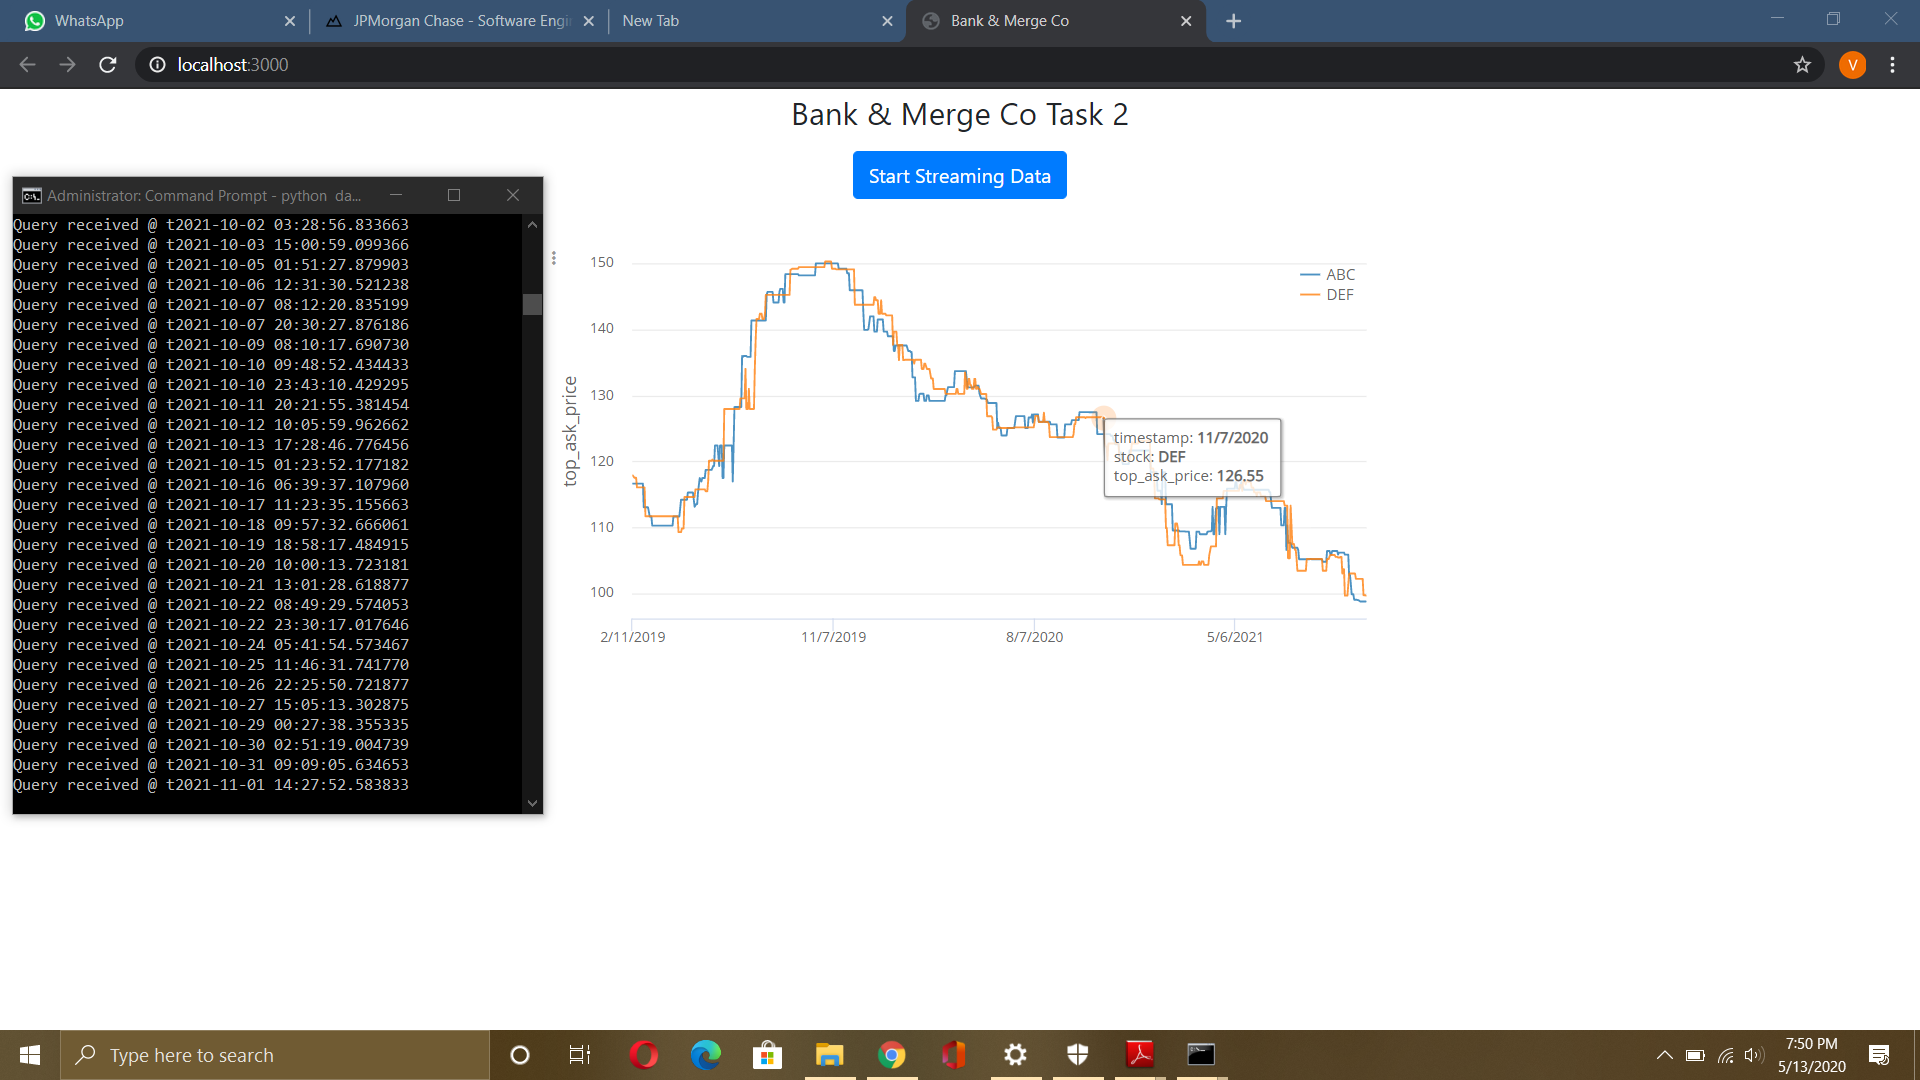 WhatsApp
JPMorgan Chase - Software Engi
New Tab
Bank & Merge Co
localhost:3000
V
Bank & Merge Co Task 2
Start Streaming Data
Administrator: Command Prompt - python da...
Query received @ t2021-10-02 03:28:56.833663
Query received @ t2021-10-03 15:00:59.099366
Query received @ t2021-10-05 01:51:27.879903
Query received @ t2021-10-06 12:31:30.521238
Query received @ t2021-10-07 08:12:20.835199
Query received @ t2021-10-07 20:30:27.876186
Query received @ t2021-10-09 08:10:17.690730
Query received @ t2021-10-10 09:48:52.434433
Query received @ t2021-10-10 23:43:10.429295
Query received @ t2021-10-11 20:21:55.381454
Query received @ t2021-10-12 10:05:59.962662
Query received @ t2021-10-13 17:28:46.776456
Query received @ t2021-10-15 01:23:52.177182
Query received @ t2021-10-16 06:39:37.107960
Query received @ t2021-10-17 11:23:35.155663
Query received @ t2021-10-18 09:57:32.666061
Query received @ t2021-10-19 18:58:17.484915
Query received @ t2021-10-20 10:00:13.723181
Query received @ t2021-10-21 13:01:28.618877
Query received @ t2021-10-22 08:49:29.574053
Query received @ t2021-10-22 23:30:17.017646
Query received @ t2021-10-24 05:41:54.573467
Query received @ t2021-10-25 11:46:31.741770
Query received @ t2021-10-26 22:25:50.721877
Query received @ t2021-10-27 15:05:13.302875
Query received @ t2021-10-29 00:27:38.355335
Query received @ t2021-10-30 02:51:19.004739
Query received @ t2021-10-31 09:09:05.634653
Query received @ t2021-11-01 14:27:52.583833
top_ask_price
150
140
130
120
110
100
2/11/2019
11/7/2019
8/7/2020
5/6/2021
ABC
DEF
timestamp: 11/7/2020
stock: DEF
top_ask_price: 126.55
Type here to search
7:50 PM
5/13/2020